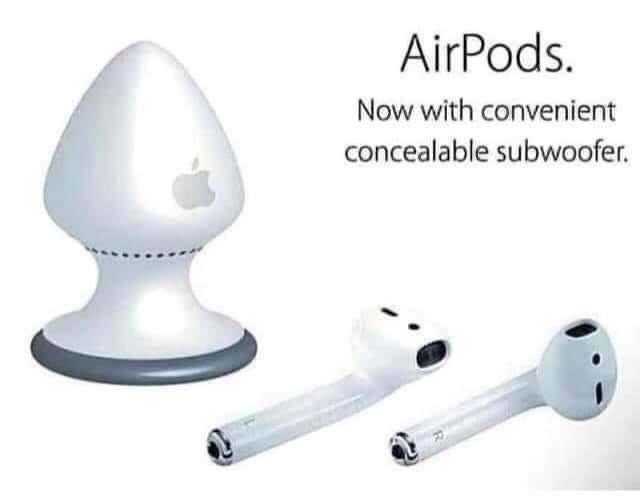 AirPods.
Now with convenient
concealable subwoofer.
L
R